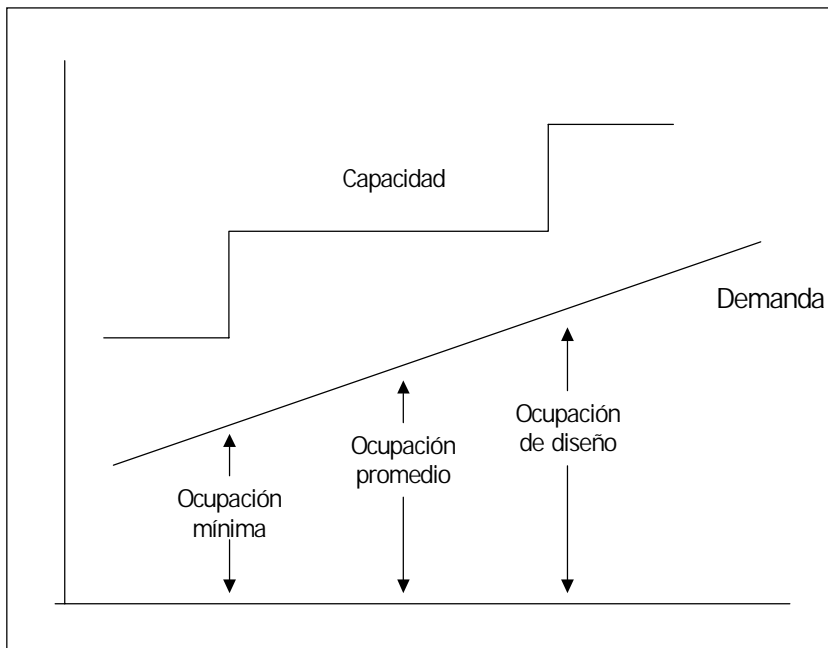 Capacidad
Demanda
Ocupación
de diseño
Ocupación
promedio
Ocupación
mínima